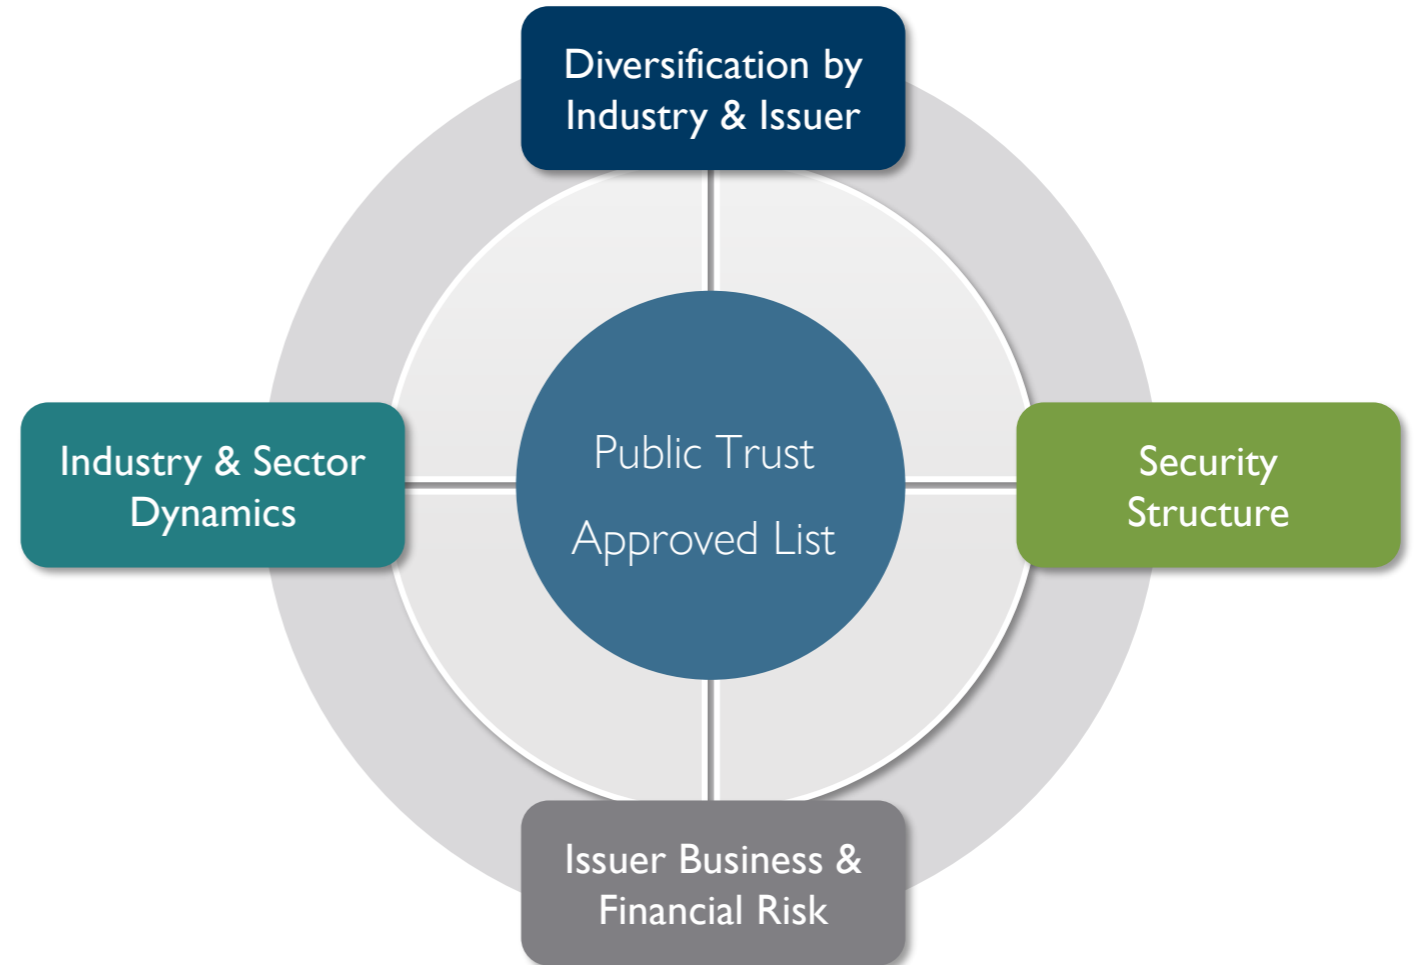 Diversification by
Industry & Issuer
Industry & Sector
Dynamics
Public Trust
Approved List
Security
Structure
Issuer Business &
Financial Risk